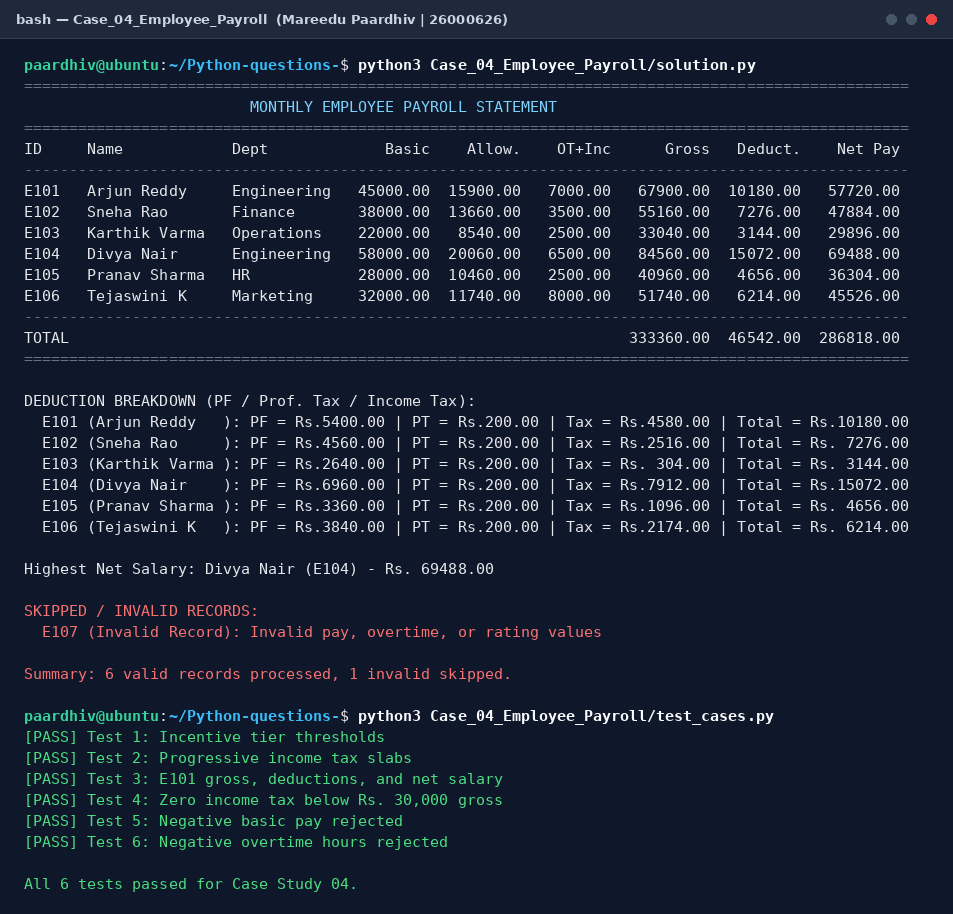 bash — Case_04_Employee_Payroll  (Mareedu Paardhiv | 26000626)
paardhiv@ubuntu:~/Python-questions-$ python3 Case_04_Employee_Payroll/solution.py
==================================================================================================
                         MONTHLY EMPLOYEE PAYROLL STATEMENT
==================================================================================================
ID     Name            Dept             Basic    Allow.    OT+Inc      Gross   Deduct.    Net Pay
--------------------------------------------------------------------------------------------------
E101   Arjun Reddy     Engineering   45000.00  15900.00   7000.00   67900.00  10180.00   57720.00
E102   Sneha Rao       Finance       38000.00  13660.00   3500.00   55160.00   7276.00   47884.00
E103   Karthik Varma   Operations    22000.00   8540.00   2500.00   33040.00   3144.00   29896.00
E104   Divya Nair      Engineering   58000.00  20060.00   6500.00   84560.00  15072.00   69488.00
E105   Pranav Sharma   HR            28000.00  10460.00   2500.00   40960.00   4656.00   36304.00
E106   Tejaswini K     Marketing     32000.00  11740.00   8000.00   51740.00   6214.00   45526.00
--------------------------------------------------------------------------------------------------
TOTAL                                                              333360.00  46542.00  286818.00
==================================================================================================
DEDUCTION BREAKDOWN (PF / Prof. Tax / Income Tax):
  E101 (Arjun Reddy   ): PF = Rs.5400.00 | PT = Rs.200.00 | Tax = Rs.4580.00 | Total = Rs.10180.00
  E102 (Sneha Rao     ): PF = Rs.4560.00 | PT = Rs.200.00 | Tax = Rs.2516.00 | Total = Rs. 7276.00
  E103 (Karthik Varma ): PF = Rs.2640.00 | PT = Rs.200.00 | Tax = Rs. 304.00 | Total = Rs. 3144.00
  E104 (Divya Nair    ): PF = Rs.6960.00 | PT = Rs.200.00 | Tax = Rs.7912.00 | Total = Rs.15072.00
  E105 (Pranav Sharma ): PF = Rs.3360.00 | PT = Rs.200.00 | Tax = Rs.1096.00 | Total = Rs. 4656.00
  E106 (Tejaswini K   ): PF = Rs.3840.00 | PT = Rs.200.00 | Tax = Rs.2174.00 | Total = Rs. 6214.00
Highest Net Salary: Divya Nair (E104) - Rs. 69488.00
SKIPPED / INVALID RECORDS:
  E107 (Invalid Record): Invalid pay, overtime, or rating values
Summary: 6 valid records processed, 1 invalid skipped.
paardhiv@ubuntu:~/Python-questions-$ python3 Case_04_Employee_Payroll/test_cases.py
[PASS] Test 1: Incentive tier thresholds
[PASS] Test 2: Progressive income tax slabs
[PASS] Test 3: E101 gross, deductions, and net salary
[PASS] Test 4: Zero income tax below Rs. 30,000 gross
[PASS] Test 5: Negative basic pay rejected
[PASS] Test 6: Negative overtime hours rejected
All 6 tests passed for Case Study 04.